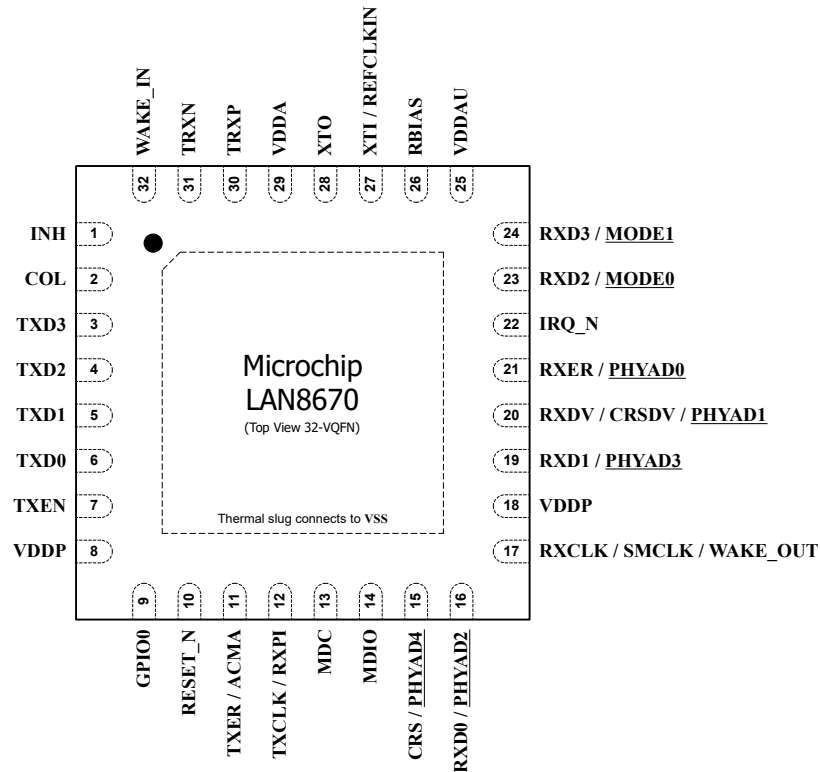 WAKE_IN
TRXN
TRXP
VDDA
XTO
XTI / REFCLKIN
RBIAS
VDDAU
32
31
30
29
28
27
26
25
INH 1
COL 2
TXD3 3
TXD2 4
TXD1 5
TXD0 6
TXEN 7
VDDP 8
Microchip
LAN8670
(Top View 32-VQFN)
Thermal slug connects to VSS
24 RXD3 / MODE1
23 RXD2 / MODE0
22 IRQ_N
21 RXER / PHYAD0
20 RXDV / CRSDV / PHYAD1
19 RXD1 / PHYAD3
18 VDDP
17 RXCLK / SMCLK / WAKE_OUT
9
10
11
12
13
14
15
16
GPIO0
RESET_N
TXER / ACMA
TXCLK / RXPI
MDC
MDIO
CRS / PHYAD4
RXD0 / PHYAD2